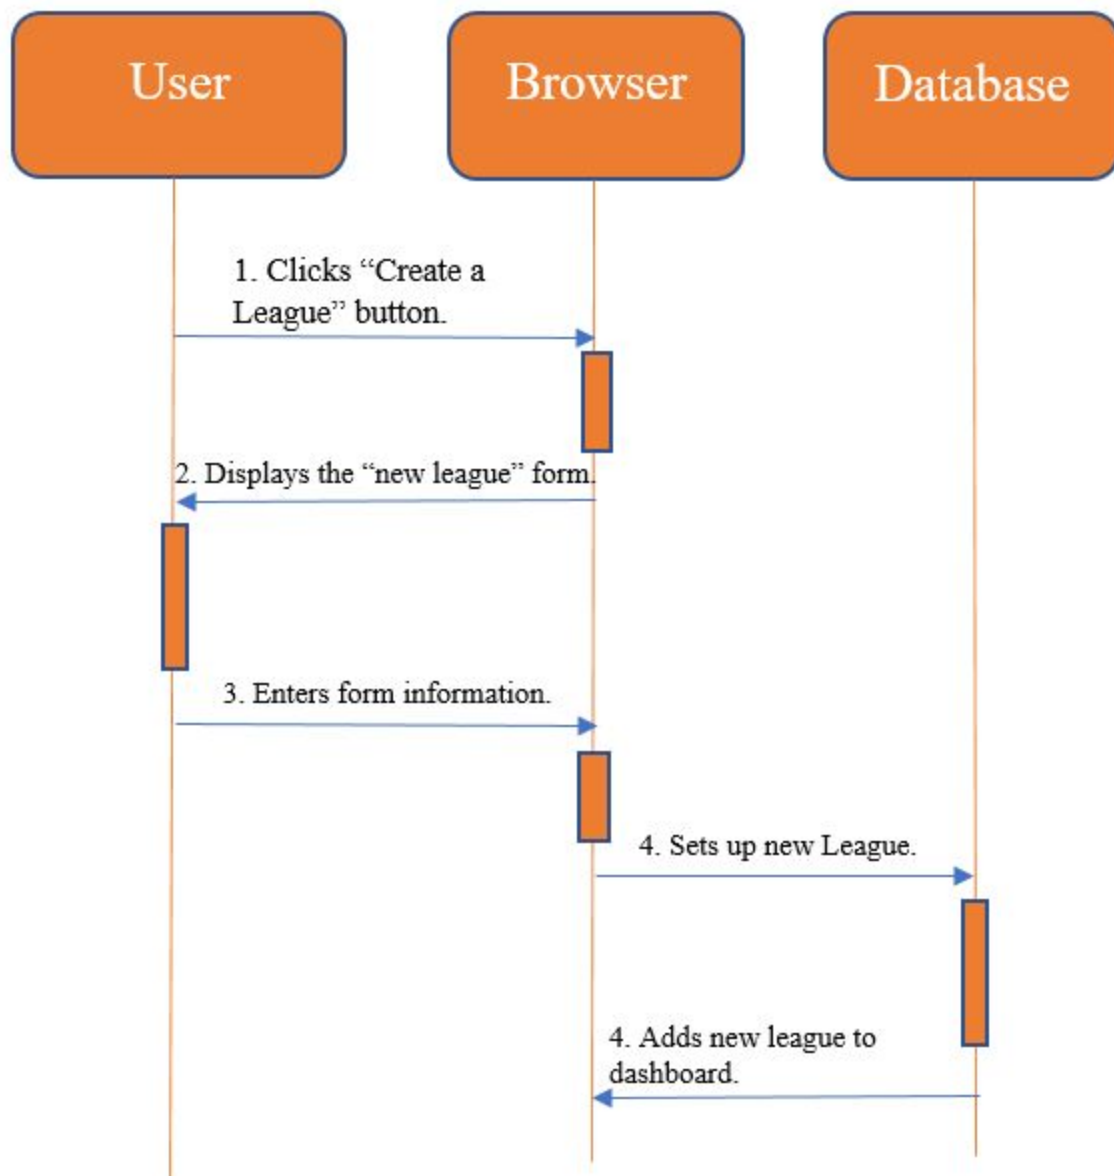 User
Browser
Database
1. Clicks “Create a
League” button.
2. Displays the “new league” form.
3. Enters form information.
4. Sets up new League.
4. Adds new league to
dashboard.